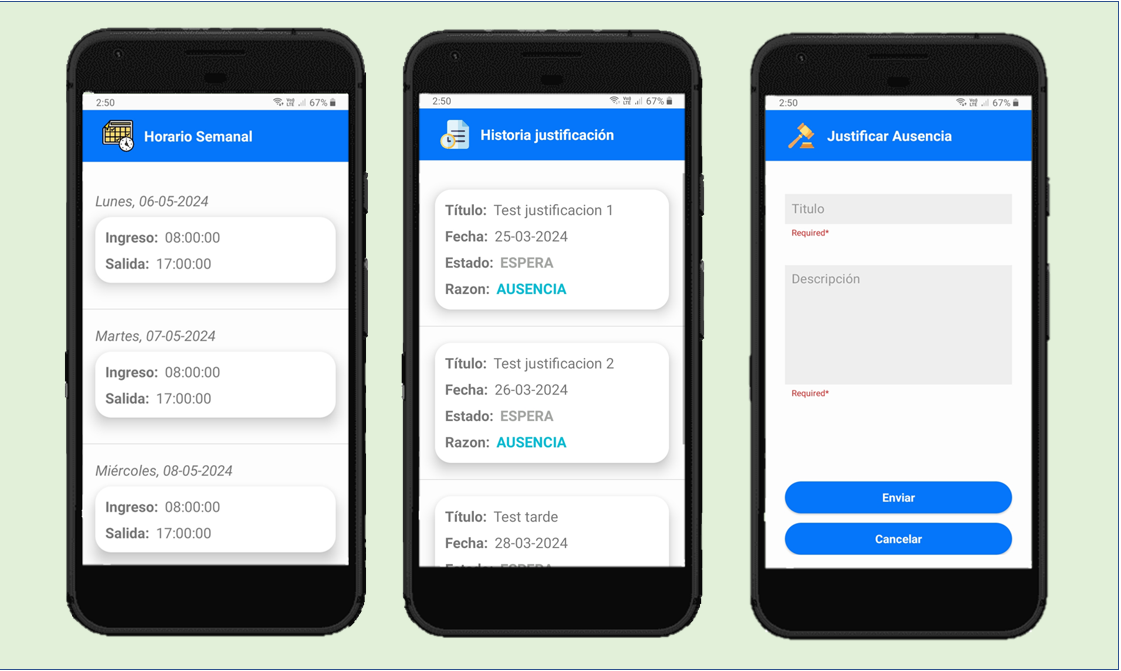 2:50
67%
Horario Semanal
Lunes, 06-05-2024
Ingreso: 08:00:00
Salida: 17:00:00
Martes, 07-05-2024
Ingreso: 08:00:00
Salida: 17:00:00
Miércoles, 08-05-2024
Ingreso: 08:00:00
Salida: 17:00:00
2:50
67%
Historia justificación
Título: Test justificacion 1
Fecha: 25-03-2024
Estado: ESPERA
Razon: AUSENCIA
Título: Test justificacion 2
Fecha: 26-03-2024
Estado: ESPERA
Razon: AUSENCIA
Título: Test tarde
Fecha: 28-03-2024
2:50
67%
Justificar Ausencia
Titulo
Required*
Descripción
Required*
Enviar
Cancelar